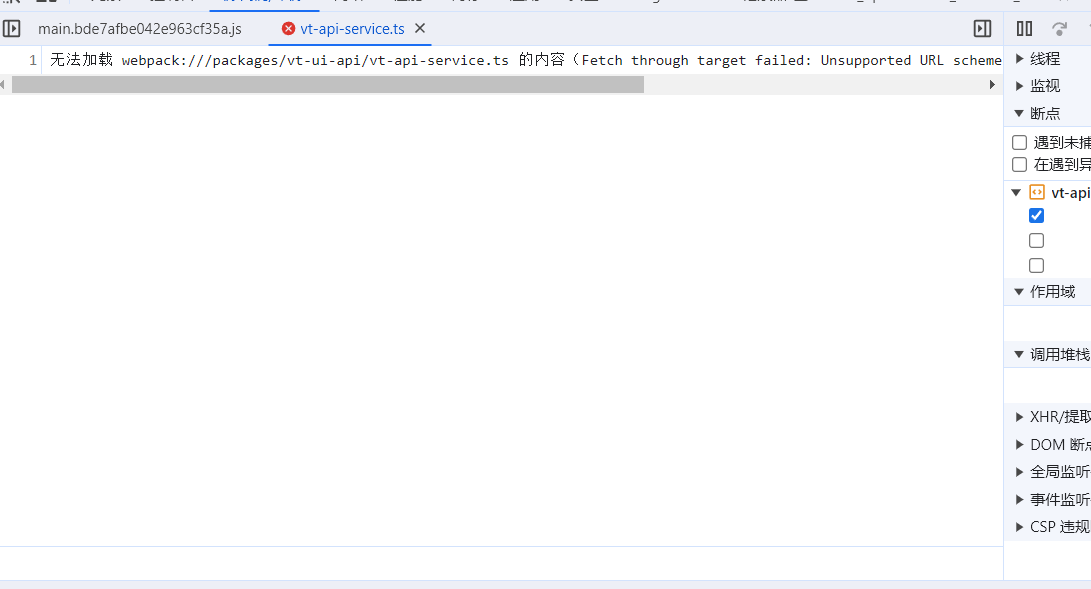 main.bde7afbe042e963cf35a.js
vt-api-service.ts
1 无法加载 webpack:///packages/vt-ui-api/vt-api-service.ts 的内容（Fetch through target failed: Unsupported URL scheme
线程
监视
断点
遇到未捕
在遇到异
vt-api
作用域
调用堆栈
XHR/提取
DOM 断点
全局监听
事件监听
CSP 违规